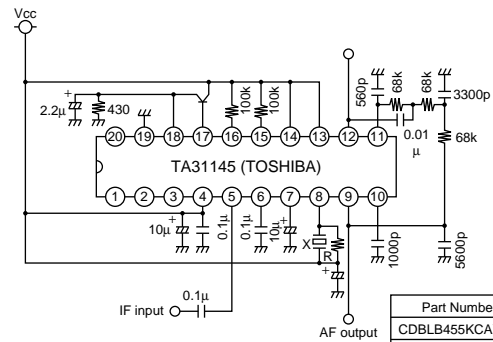 Vcc
+
2.2μ
430
100k
100k
560p
68k
68k
3300p
0.01
μ
68k
20
19
18
17
16
15
14
13
12
11
TA31145 (TOSHIBA)
1
2
3
4
5
6
7
8
9
10
+
10μ
0.1μ
0.1μ
10μ
+
X
R
+
1000p
5600p
0.1μ
IF input
AF output
Part Numbe
CDBLB455KCA